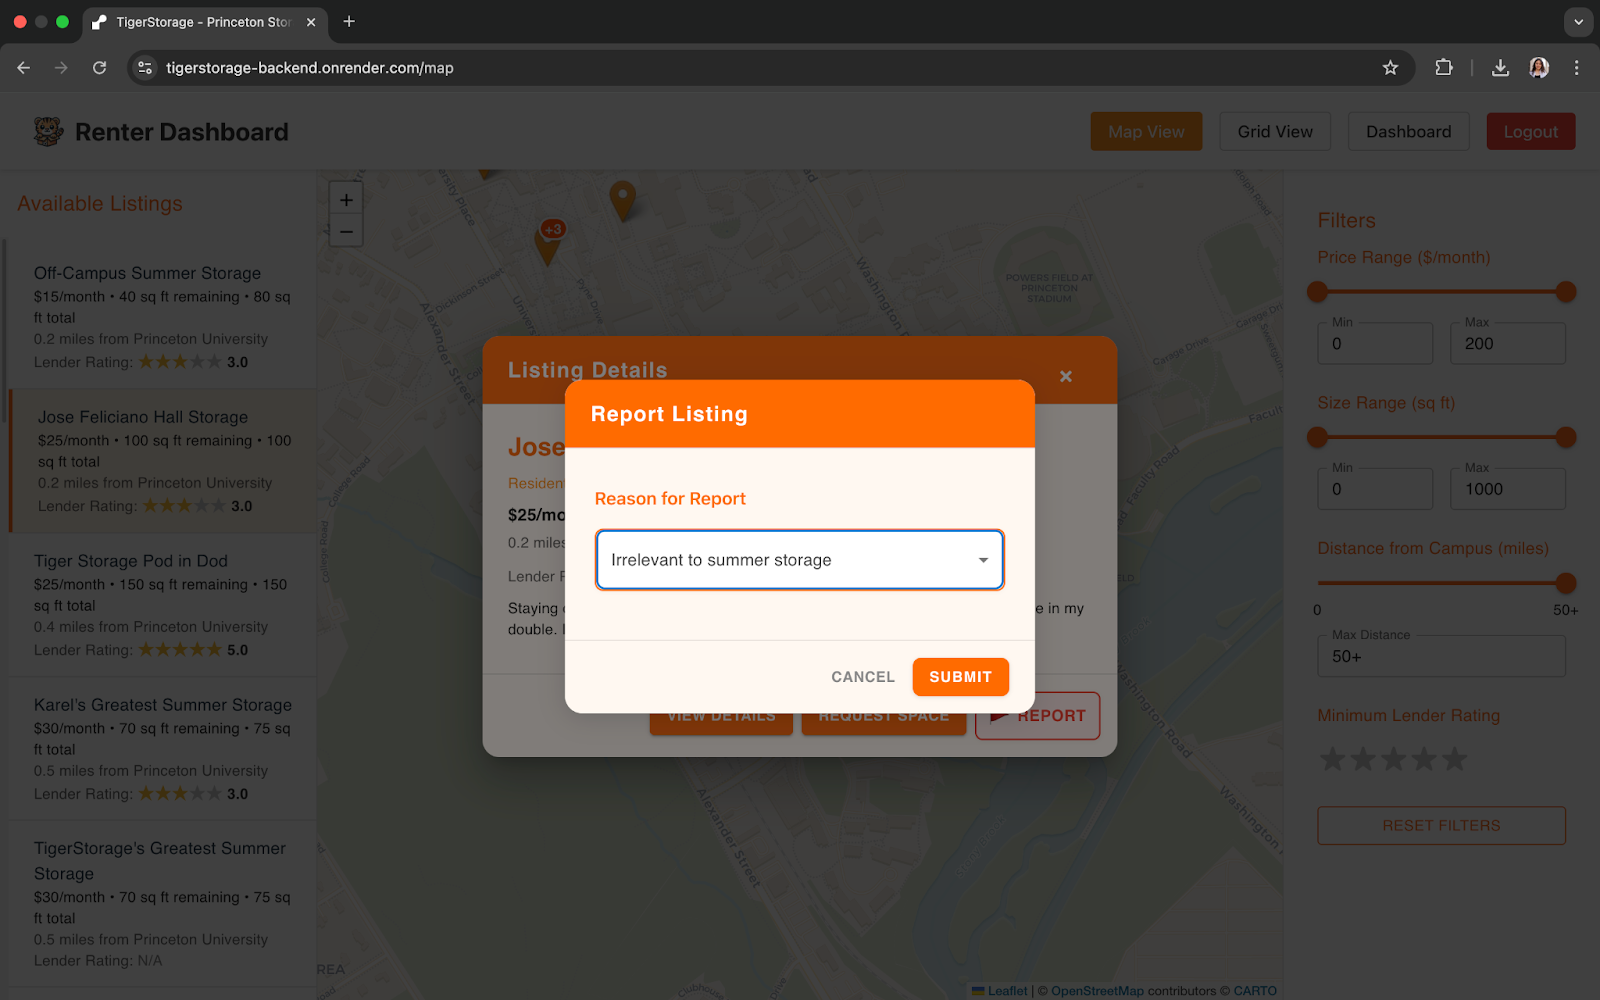 TigerStorage - Princeton Stor
tigerstorage-backend.onrender.com/map
Renter Dashboard
Map View
Grid View
Dashboard
Logout
Available Listings
Off-Campus Summer Storage
$15/month • 40 sq ft remaining • 80 sq
ft total
0.2 miles from Princeton University
Lender Rating: 3.0
Jose Feliciano Hall Storage
$25/month • 100 sq ft remaining • 100
sq ft total
0.2 miles from Princeton University
Lender Rating: 3.0
Tiger Storage Pod in Dod
$25/month • 150 sq ft remaining • 150
sq ft total
0.4 miles from Princeton University
Lender Rating: 5.0
Karel's Greatest Summer Storage
$30/month • 70 sq ft remaining • 75 sq
ft total
0.5 miles from Princeton University
Lender Rating: 3.0
TigerStorage's Greatest Summer
Storage
$30/month • 70 sq ft remaining • 75 sq
ft total
0.5 miles from Princeton University
Lender Rating: N/A
+
−
+3
University Place
Dickinson Street
Alexander Street
Pyne Drive
College Road
College Road
Washington Road
POWERS FIELD AT
PRINCETON
STADIUM
Garage Drive
Faculty Road
Washington Road
Washington Road
Alexander Street
Listing Details
×
Jose
Residen
$25/mo
0.2 miles
Lender R
Staying
e in my
double.
VIEW DETAILS
REQUEST SPACE
REPORT
Report Listing
Reason for Report
Irrelevant to summer storage
CANCEL
SUBMIT
Leaflet | © OpenStreetMap contributors © CARTO
Filters
Price Range ($/month)
Min
0
Max
200
Size Range (sq ft)
Min
0
Max
1000
Distance from Campus (miles)
0
50+
Max Distance
50+
Minimum Lender Rating
RESET FILTERS